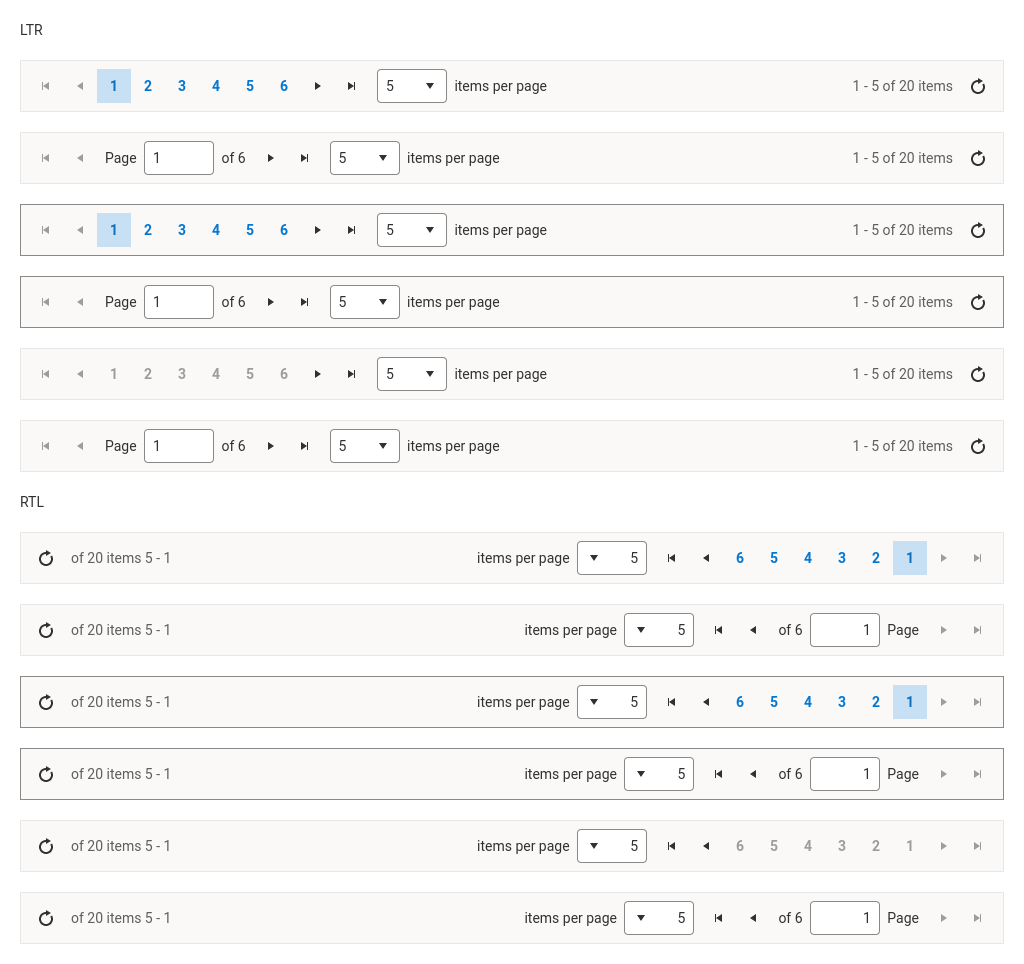 LTR
1 2 3 4 5 6 5 items per page 1 - 5 of 20 items
Page 1 of 6 5 items per page 1 - 5 of 20 items
1 2 3 4 5 6 5 items per page 1 - 5 of 20 items
Page 1 of 6 5 items per page 1 - 5 of 20 items
1 2 3 4 5 6 5 items per page 1 - 5 of 20 items
Page 1 of 6 5 items per page 1 - 5 of 20 items
RTL
of 20 items 5 - 1 items per page 5 6 5 4 3 2 1
of 20 items 5 - 1 items per page 5 of 6 1 Page
of 20 items 5 - 1 items per page 5 6 5 4 3 2 1
of 20 items 5 - 1 items per page 5 of 6 1 Page
of 20 items 5 - 1 items per page 5 6 5 4 3 2 1
of 20 items 5 - 1 items per page 5 of 6 1 Page